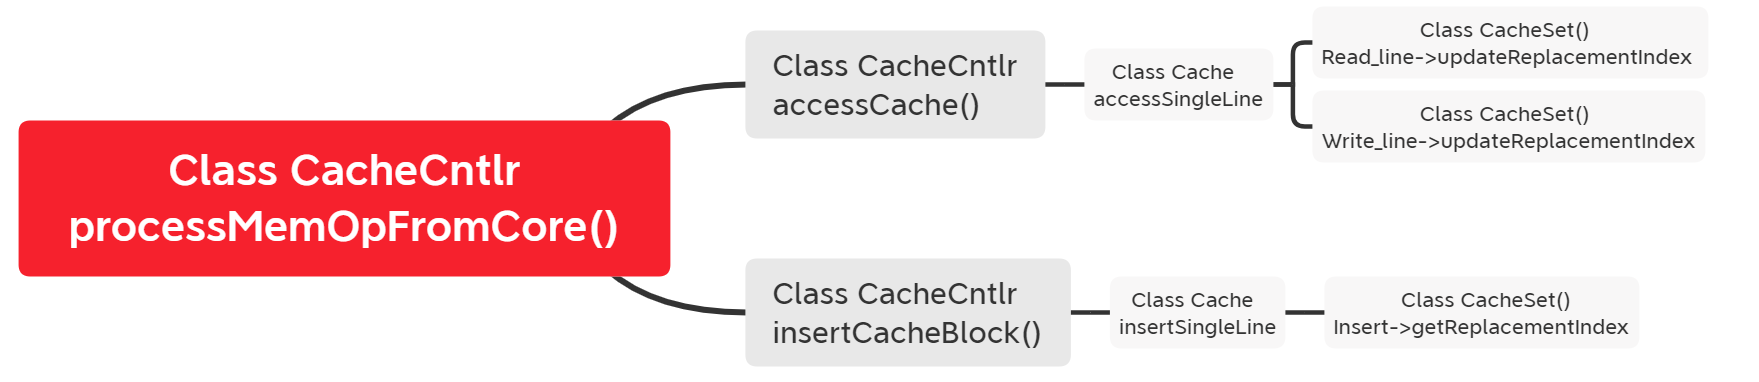 Class CacheCntlr
processMemOpFromCore()
Class CacheCntlr
accessCache()
Class Cache
accessSingleLine
Class CacheSet()
Read_line->updateReplacementIndex
Class CacheSet()
Write_line->updateReplacementIndex
Class CacheCntlr
insertCacheBlock()
Class Cache
insertSingleLine
Class CacheSet()
Insert->getReplacementIndex